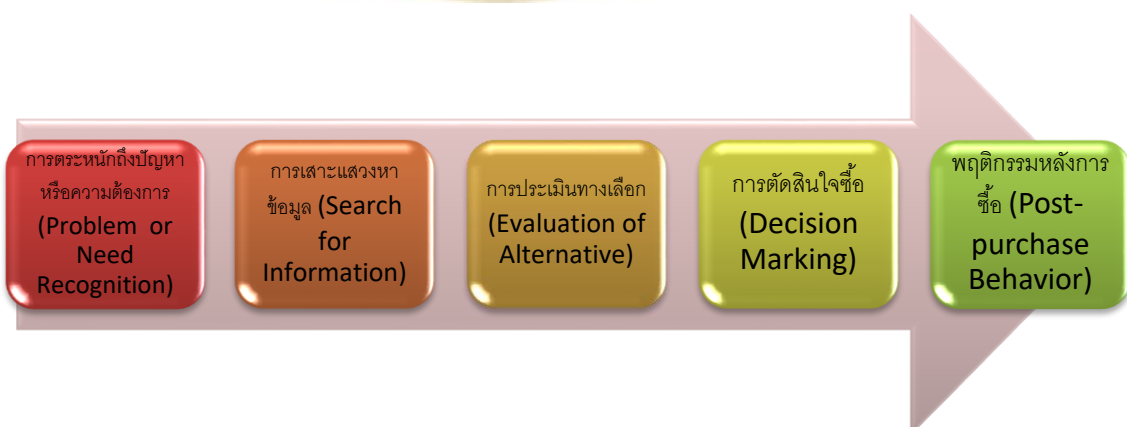 การตระหนักถึงปัญหา
หรือความต้องการ
(Problem or
Need
Recognition)
การเสาะแสวงหา
ข้อมูล (Search
for
Information)
การประเมินทางเลือก
(Evaluation of
Alternative)
การตัดสินใจซื้อ
(Decision
Marking)
พฤติกรรมหลังการ
ซื้อ (Post-
purchase
Behavior)